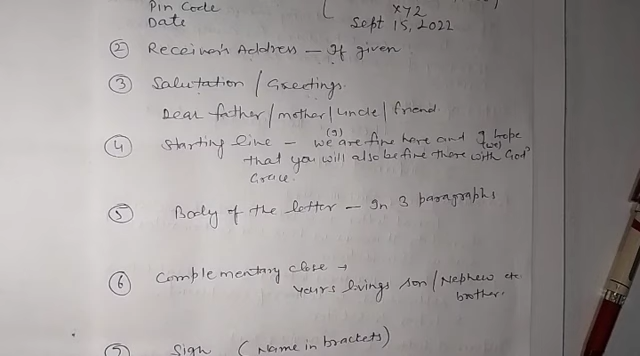 Pin Code
xyz
Date
Sept 15, 2022
② Receiver's Address – If given
③ Salutation / Greetings.
Dear father/mother/uncle/friend.
④ Starting line – we are fine here and I hope
(I) (we)
that you will also be fine there with God's
Grace.
⑤ Body of the letter – In 3 paragraphs
⑥ Complementary close →
Yours livings son/Nephew etc.
brother.
⑦ Sign (Name in brackets)